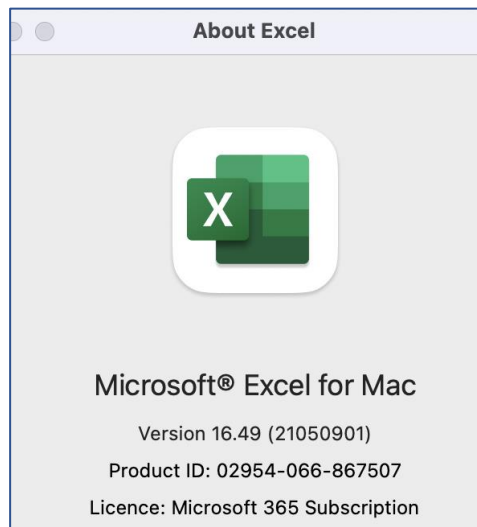 About Excel
X
Microsoft® Excel for Mac
Version 16.49 (21050901)
Product ID: 02954-066-867507
Licence: Microsoft 365 Subscription